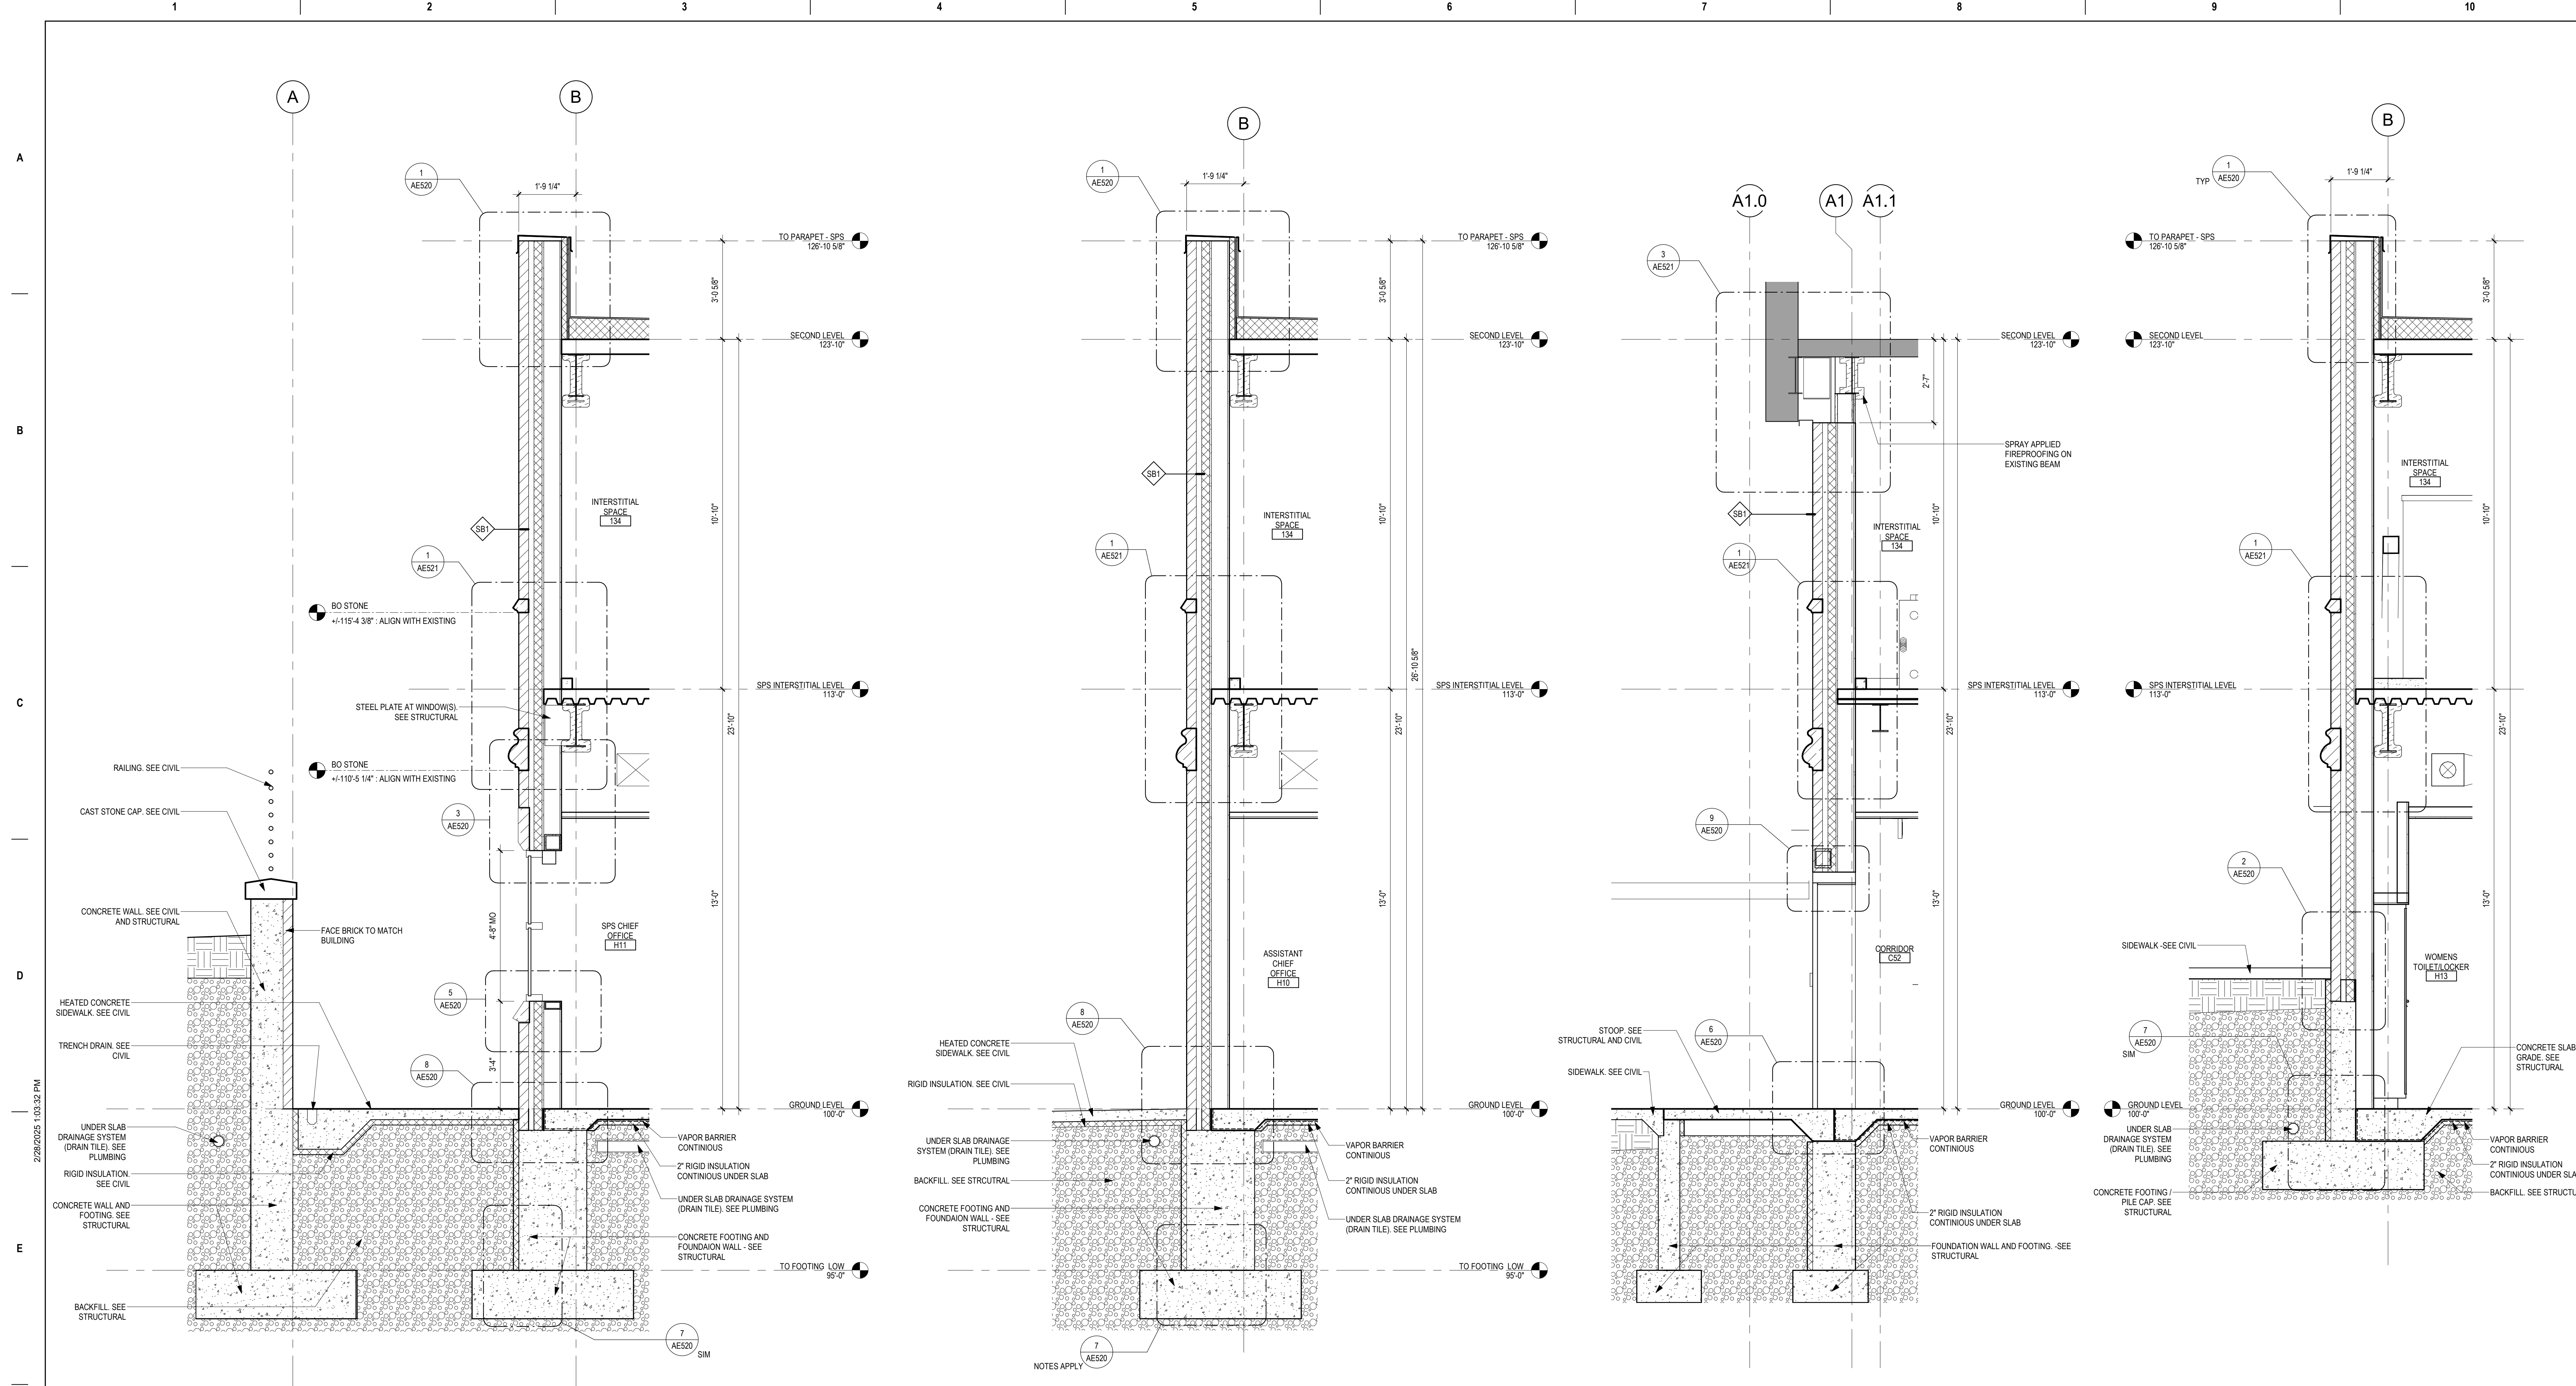 1
2
3
4
5
6
7
8
9
10
A
B
C
D
E
2/28/2025 1:03:32 PM
A
B
1
AE520
1'-9 1/4"
TO PARAPET - SPS
126'-10 5/8"
3'-0 5/8"
SECOND LEVEL
123'-10"
INTERSTITIAL
SPACE
134
SB1
10'-10"
1
AE521
BO STONE
+/-115'-4 3/8" : ALIGN WITH EXISTING
SPS INTERSTITIAL LEVEL
113'-0"
STEEL PLATE AT WINDOW(S).
SEE STRUCTURAL
23'-10"
BO STONE
+/-110'-5 1/4" : ALIGN WITH EXISTING
RAILING. SEE CIVIL
CAST STONE CAP. SEE CIVIL
3
AE520
CONCRETE WALL. SEE CIVIL
AND STRUCTURAL
FACE BRICK TO MATCH
BUILDING
4'-8" MO
SPS CHIEF
OFFICE
H11
13'-0"
5
AE520
HEATED CONCRETE
SIDEWALK. SEE CIVIL
TRENCH DRAIN. SEE
CIVIL
8
AE520
3'-4"
GROUND LEVEL
100'-0"
UNDER SLAB
DRAINAGE SYSTEM
(DRAIN TILE). SEE
PLUMBING
RIGID INSULATION.
SEE CIVIL
CONCRETE WALL AND
FOOTING. SEE
STRUCTURAL
BACKFILL. SEE
STRUCTURAL
VAPOR BARRIER
CONTINIOUS
2" RIGID INSULATION
CONTINIOUS UNDER SLAB
UNDER SLAB DRAINAGE SYSTEM
(DRAIN TILE). SEE PLUMBING
CONCRETE FOOTING AND
FOUNDAION WALL - SEE
STRUCTURAL
TO FOOTING LOW
95'-0"
7
AE520
SIM
B
1
AE520
1'-9 1/4"
TO PARAPET - SPS
126'-10 5/8"
3'-0 5/8"
SECOND LEVEL
123'-10"
SB1
INTERSTITIAL
SPACE
134
10'-10"
1
AE521
26'-10 5/8"
SPS INTERSTITIAL LEVEL
113'-0"
23'-10"
13'-0"
ASSISTANT
CHIEF
OFFICE
H10
8
AE520
HEATED CONCRETE
SIDEWALK. SEE CIVIL
RIGID INSULATION. SEE CIVIL
GROUND LEVEL
100'-0"
UNDER SLAB DRAINAGE
SYSTEM (DRAIN TILE). SEE
PLUMBING
BACKFILL. SEE STRCUTRAL
CONCRETE FOOTING AND
FOUNDAION WALL - SEE
STRUCTURAL
VAPOR BARRIER
CONTINIOUS
2" RIGID INSULATION
CONTINIOUS UNDER SLAB
UNDER SLAB DRAINAGE SYSTEM
(DRAIN TILE). SEE PLUMBING
TO FOOTING LOW
95'-0"
7
AE520
NOTES APPLY
A1.0
A1
A1.1
3
AE521
SECOND LEVEL
123'-10"
2'-7"
SPRAY APPLIED
FIREPROOFING ON
EXISTING BEAM
SB1
INTERSTITIAL
SPACE
134
10'-10"
1
AE521
SPS INTERSTITIAL LEVEL
113'-0"
23'-10"
9
AE520
13'-0"
CORRIDOR
C52
STOOP. SEE
STRUCTURAL AND CIVIL
6
AE520
SIDEWALK. SEE CIVIL
GROUND LEVEL
100'-0"
VAPOR BARRIER
CONTINIOUS
2" RIGID INSULATION
CONTINIOUS UNDER SLAB
FOUNDATION WALL AND FOOTING. -SEE
STRUCTURAL
B
1
AE520
TYP
1'-9 1/4"
TO PARAPET - SPS
126'-10 5/8"
3'-0 5/8"
SECOND LEVEL
123'-10"
INTERSTITIAL
SPACE
134
10'-10"
1
AE521
SPS INTERSTITIAL LEVEL
113'-0"
23'-10"
2
AE520
13'-0"
SIDEWALK -SEE CIVIL
WOMENS
TOILET/LOCKER
H13
7
AE520
SIM
CONCRETE SLAB
GRADE. SEE
STRUCTURAL
GROUND LEVEL
100'-0"
UNDER SLAB
DRAINAGE SYSTEM
(DRAIN TILE). SEE
PLUMBING
CONCRETE FOOTING /
PILE CAP. SEE
STRUCTURAL
VAPOR BARRIER
CONTINIOUS
2" RIGID INSULATION
CONTINIOUS UNDER SLA
BACKFILL. SEE STRUCTU